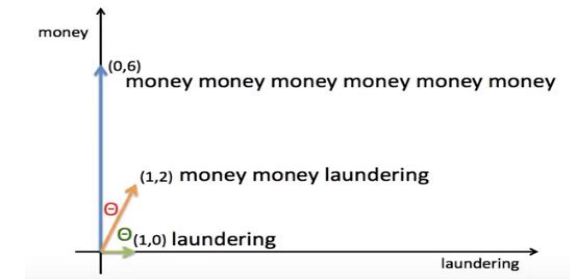 money
(0,6)
money money money money money money
(1,2) money money laundering
Θ
Θ(1,0) laundering
laundering